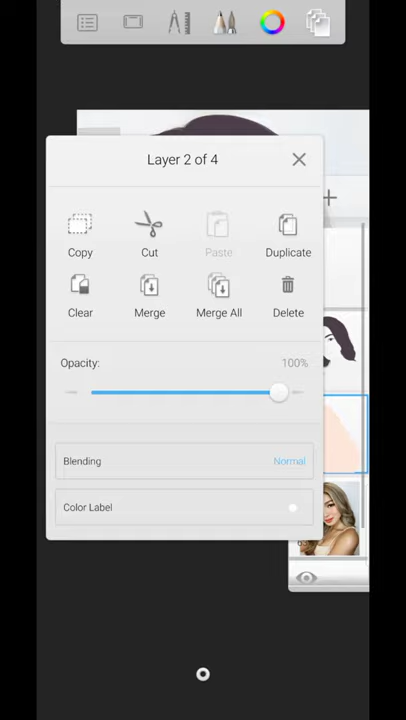 Layer 2 of 4
Copy Cut Paste Duplicate
Clear Merge Merge All Delete
Opacity: 100%
Blending Normal
Color Label